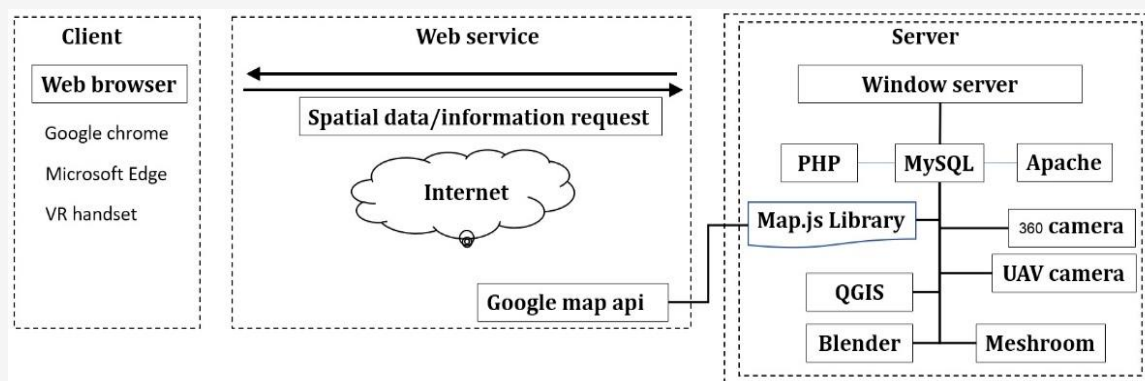 Client
Web browser
Google chrome
Microsoft Edge
VR handset
Web service
Spatial data/information request
Internet
Google map api
Server
Window server
PHP
MySQL
Apache
Map.js Library
360 camera
UAV camera
QGIS
Blender
Meshroom